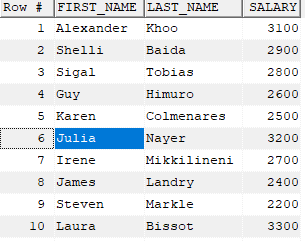 Row # FIRST_NAME LAST_NAME SALARY
1 Alexander Khoo 3100
2 Shelli Baida 2900
3 Sigal Tobias 2800
4 Guy Himuro 2600
5 Karen Colmenares 2500
6 Julia Nayer 3200
7 Irene Mikkilineni 2700
8 James Landry 2400
9 Steven Markle 2200
10 Laura Bissot 3300